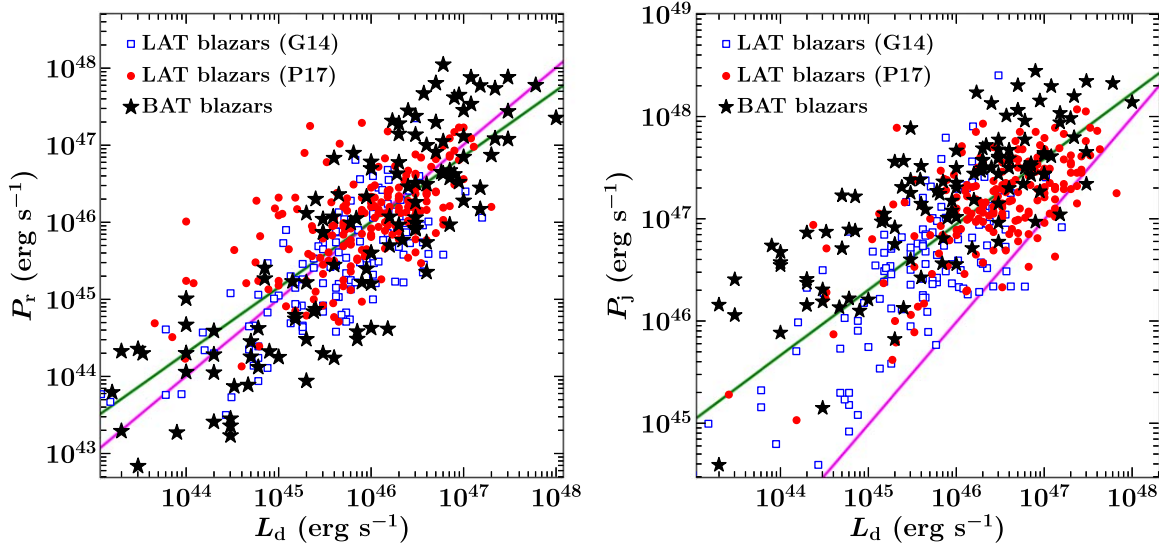 10^48
10^47
10^46
10^45
10^44
10^43
P_r (erg s^−1)
LAT blazars (G14)
LAT blazars (P17)
BAT blazars
10^44
10^45
10^46
10^47
10^48
L_d (erg s^−1)
10^49
10^48
10^47
10^46
10^45
P_j (erg s^−1)
LAT blazars (G14)
LAT blazars (P17)
BAT blazars
10^44
10^45
10^46
10^47
10^48
L_d (erg s^−1)